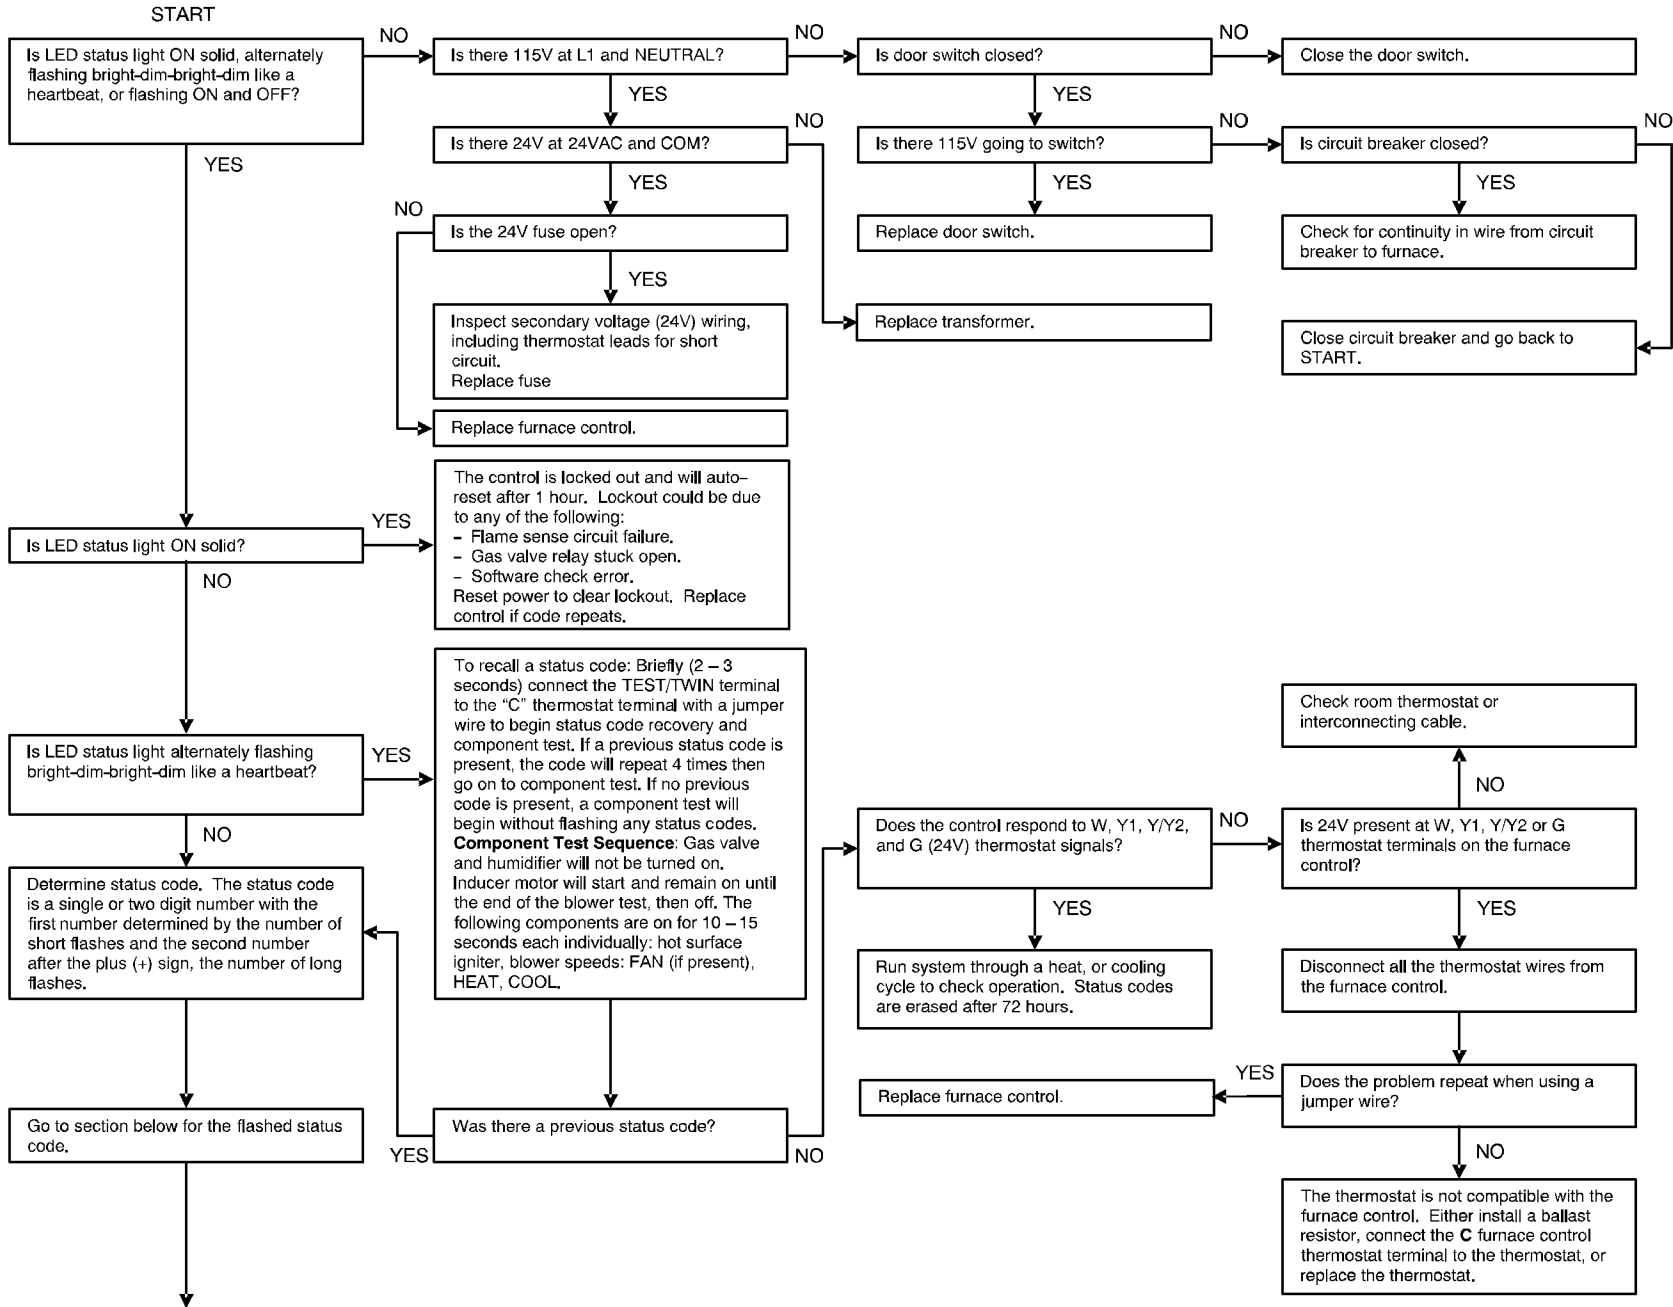 START
Is LED status light ON solid, alternately
flashing bright-dim-bright-dim like a
heartbeat, or flashing ON and OFF?
NO
Is there 115V at L1 and NEUTRAL?
NO
Is door switch closed?
NO
Close the door switch.
YES
YES
YES
Is there 24V at 24VAC and COM?
NO
Is there 115V going to switch?
NO
Is circuit breaker closed?
NO
YES
YES
YES
NO
Is the 24V fuse open?
Replace door switch.
Check for continuity in wire from circuit
breaker to furnace.
YES
Inspect secondary voltage (24V) wiring,
including thermostat leads for short
circuit.
Replace fuse
Replace transformer.
Close circuit breaker and go back to
START.
Replace furnace control.
Is LED status light ON solid?
YES
The control is locked out and will auto–
reset after 1 hour. Lockout could be due
to any of the following:
– Flame sense circuit failure.
– Gas valve relay stuck open.
– Software check error.
Reset power to clear lockout. Replace
control if code repeats.
NO
Is LED status light alternately flashing
bright-dim-bright-dim like a heartbeat?
YES
To recall a status code: Briefly (2 – 3
seconds) connect the TEST/TWIN terminal
to the “C” thermostat terminal with a jumper
wire to begin status code recovery and
component test. If a previous status code is
present, the code will repeat 4 times then
go on to component test. If no previous
code is present, a component test will
begin without flashing any status codes.
Component Test Sequence: Gas valve
and humidifier will not be turned on.
Inducer motor will start and remain on until
the end of the blower test, then off. The
following components are on for 10 – 15
seconds each individually: hot surface
igniter, blower speeds: FAN (if present),
HEAT, COOL.
NO
Determine status code. The status code
is a single or two digit number with the
first number determined by the number of
short flashes and the second number
after the plus (+) sign, the number of long
flashes.
Go to section below for the flashed status
code.
YES
Was there a previous status code?
NO
Does the control respond to W, Y1, Y/Y2,
and G (24V) thermostat signals?
NO
Check room thermostat or
interconnecting cable.
NO
Is 24V present at W, Y1, Y/Y2 or G
thermostat terminals on the furnace
control?
YES
YES
Run system through a heat, or cooling
cycle to check operation. Status codes
are erased after 72 hours.
Disconnect all the thermostat wires from
the furnace control.
Replace furnace control.
YES
Does the problem repeat when using a
jumper wire?
NO
The thermostat is not compatible with the
furnace control. Either install a ballast
resistor, connect the C furnace control
thermostat terminal to the thermostat, or
replace the thermostat.